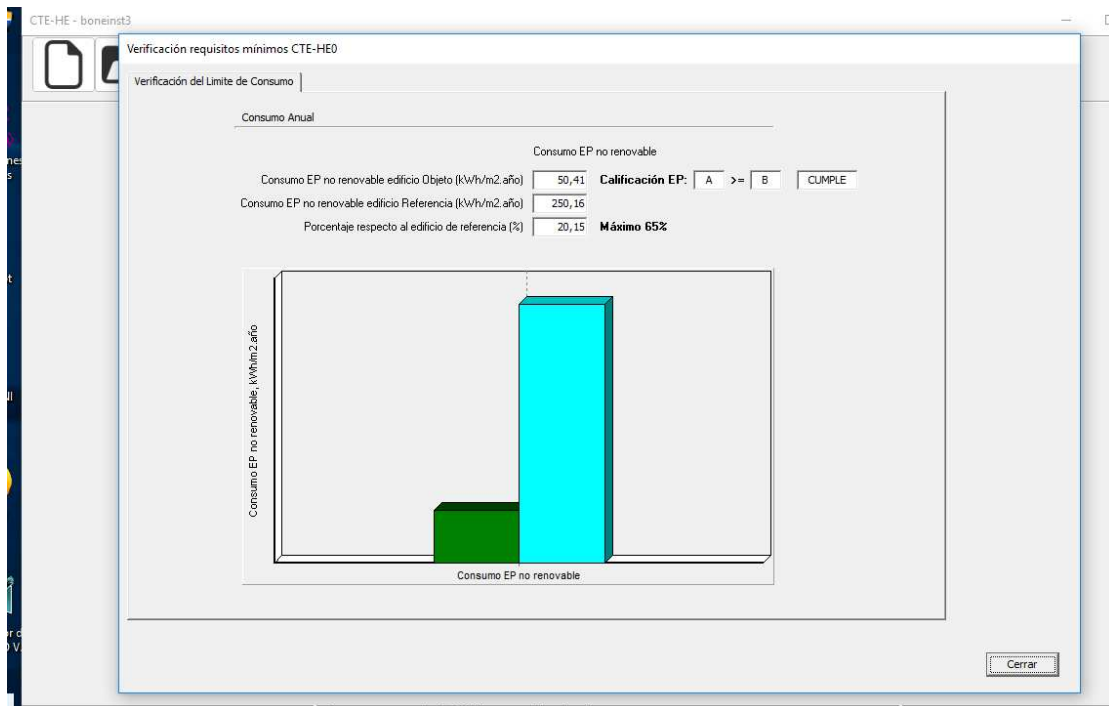 CTE-HE - boneinst3
Verificación requisitos mínimos CTE-HE0
Verificación del Limite de Consumo
Consumo Anual
Consumo EP no renovable
Consumo EP no renovable edificio Objeto (kWh/m2.año) 50,41 Calificación EP: A >= B CUMPLE
Consumo EP no renovable edificio Referencia (kWh/m2.año) 250,16
Porcentaje respecto al edificio de referencia (%) 20,15 Máximo 65%
Consumo EP no renovable, kWh/m2.año
Consumo EP no renovable
Cerrar